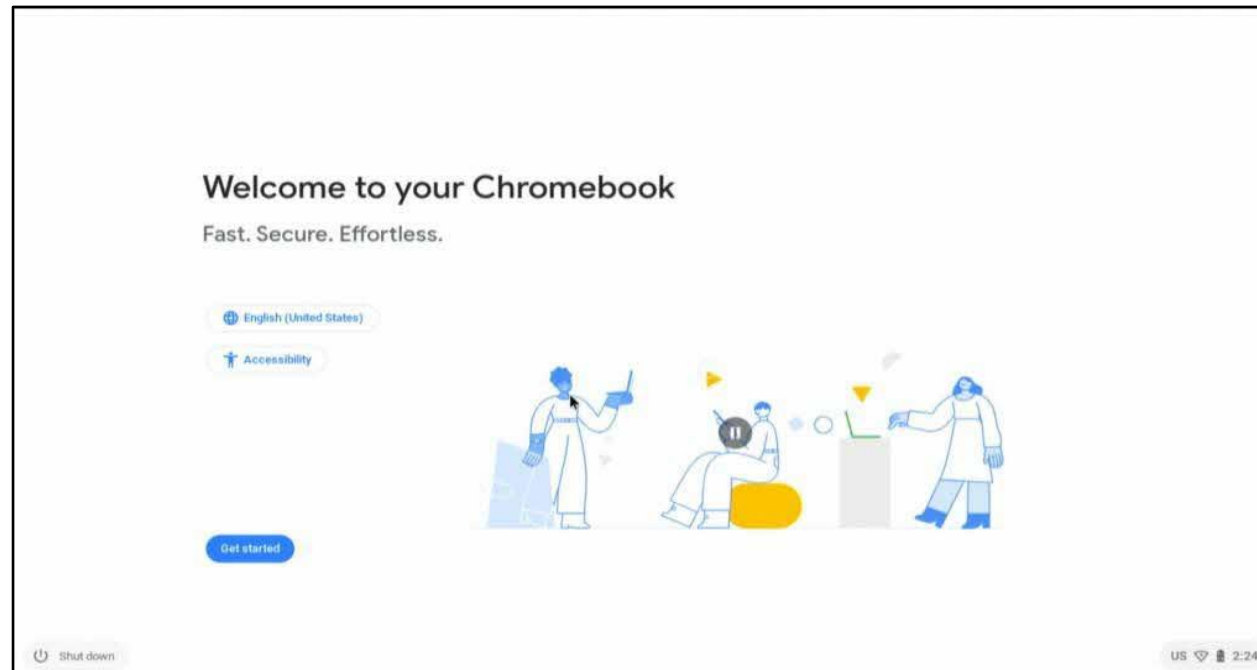 Welcome to your Chromebook
Fast. Secure. Effortless.
English (United States)
Accessibility
Get started
Shut down
US 2:24